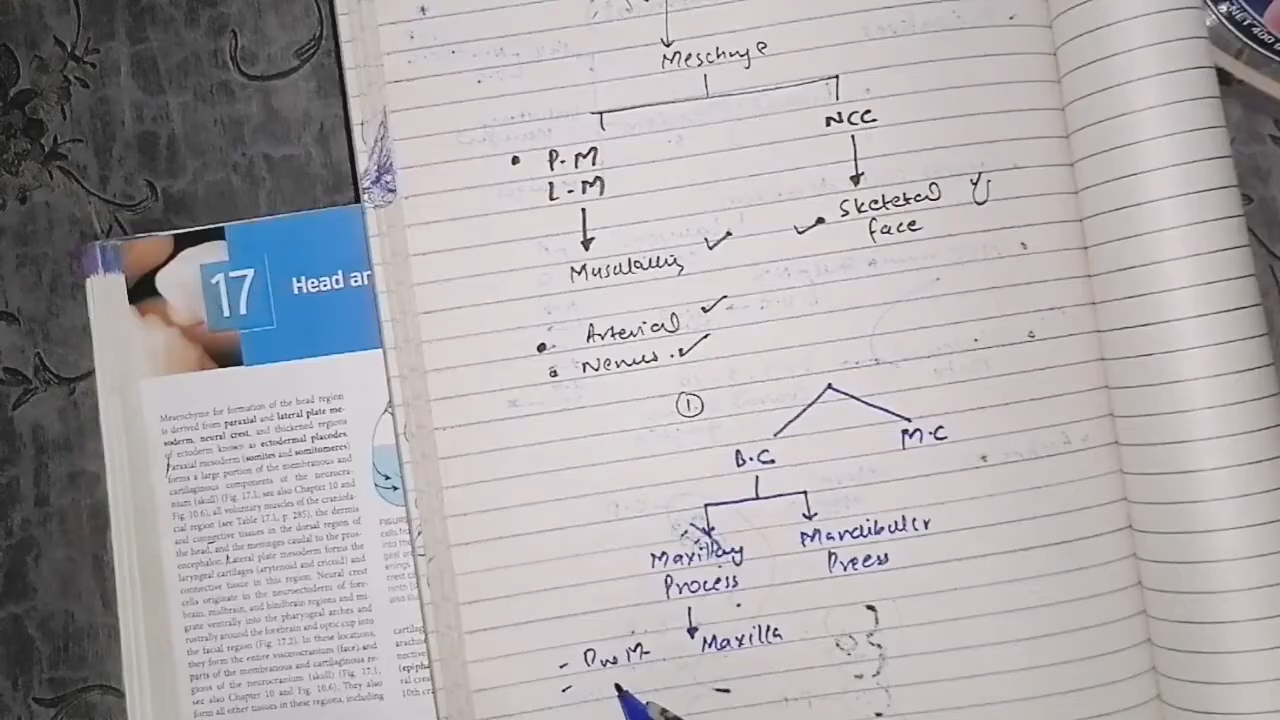 Meschye
NCC
• P-M
L-M
Skeletal
face
Musculature
• Arterial
Nerves.
①
B.C
M.C
Maxillary
Process
Mandibular
Preess
Maxilla
17
Head ar
Mesenchyme for formation of the head region
is derived from paraxial and lateral plate me-
soderm, neural crest, and thickened regions
of ectoderm known as ectodermal placodes.
Paraxial mesoderm (somites and somitomeres)
forms a large portion of the membranous and
cartilaginous components of the neurocra-
nium (skull) (Fig. 17.1; see also Chapter 10 and
Fig. 10.6), all voluntary muscles of the craniofa-
cial region (see Table 17.1, p. 285), the dermis
and connective tissues in the dorsal region of
the head, and the meninges caudal to the pros-
encephalon. Lateral plate mesoderm forms the
laryngeal cartilages (arytenoid and cricoid) and
connective tissue in this region. Neural crest
cells originate in the neuroectoderm of fore-
brain, midbrain, and hindbrain regions and mi-
grate ventrally into the pharyngeal arches and
rostrally around the forebrain and optic cup into
the facial region (Fig. 17.2). In these locations,
they form the entire viscerocranium (face) and
parts of the membranous and cartilaginous re-
gions of the neurocranium (skull) (Fig. 17.1,
see also Chapter 10 and Fig. 10.6). They also
form all other tissues in these regions, including
FIGUR
cartilag
(epiph
10th cr
NET 400